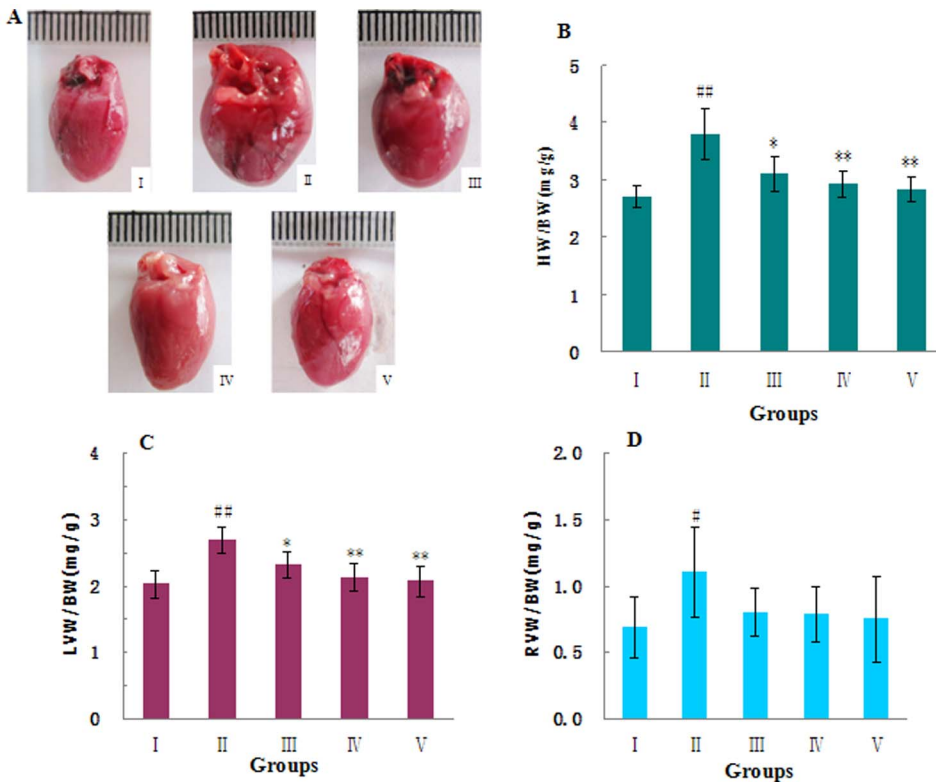 A
I
II
III
IV
V
B
HW/BW(mg/g)
5
4
3
2
1
0
##
*
**
**
I II III IV V
Groups
C
LVW/BW(mg/g)
4
3
2
1
0
##
*
**
**
I II III IV V
Groups
D
RVW/BW(mg/g)
2.0
1.5
1.0
0.5
0.0
#
I II III IV V
Groups